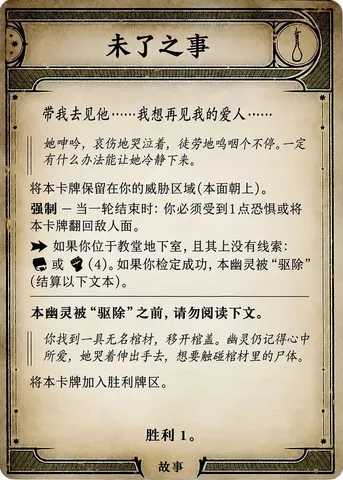 未了之事
带我去见他……我想再见我的爱人……
她呻吟，哀伤地哭泣着，徒劳地呜咽个不停。一定
有什么办法能让她冷静下来。
将本卡牌保留在你的威胁区域（本面朝上）。
强制 – 当一轮结束时：你必须受到1点恐惧或将
本卡牌翻回敌人面。
如果你位于教堂地下室，且其上没有线索：
或（4）。如果你检定成功，本幽灵被“驱除”
（结算以下文本）。
本幽灵被“驱除”之前，请勿阅读下文。
你找到一具无名棺材，移开棺盖。幽灵仍记得心中
所爱，她哭着伸出手去，想要触碰棺材里的尸体。
将本卡牌加入胜利牌区。
胜利 1。
故事